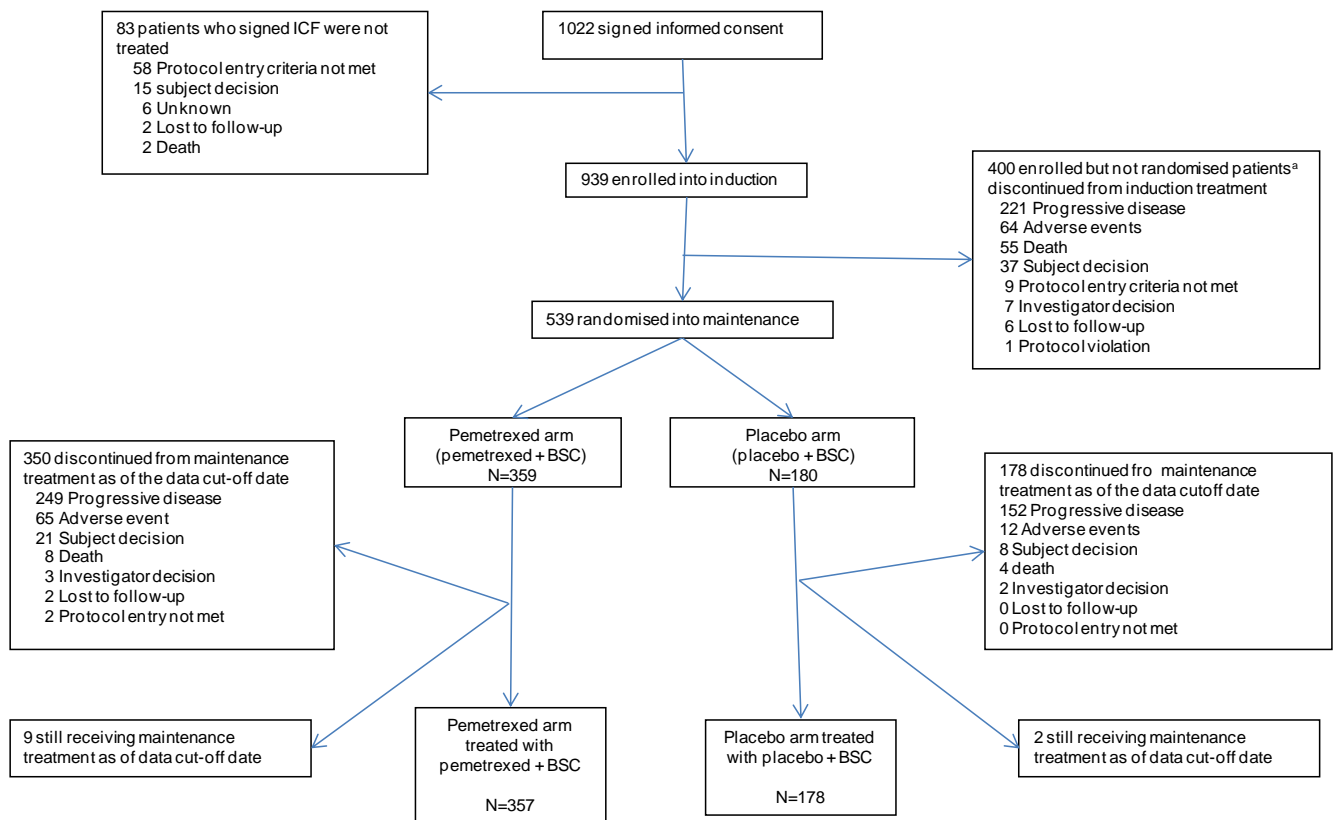 83 patients who signed ICF were not
treated
58 Protocol entry criteria not met
15 subject decision
6 Unknown
2 Lost to follow-up
2 Death
1022 signed informed consent
939 enrolled into induction
400 enrolled but not randomised patientsᵃ
discontinued from induction treatment
221 Progressive disease
64 Adverse events
55 Death
37 Subject decision
9 Protocol entry criteria not met
7 Investigator decision
6 Lost to follow-up
1 Protocol violation
539 randomised into maintenance
Pemetrexed arm
(pemetrexed + BSC)
N=359
Placebo arm
(placebo + BSC)
N=180
350 discontinued from maintenance
treatment as of the data cut-off date
249 Progressive disease
65 Adverse event
21 Subject decision
8 Death
3 Investigator decision
2 Lost to follow-up
2 Protocol entry not met
178 discontinued fro maintenance
treatment as of the data cutoff date
152 Progressive disease
12 Adverse events
8 Subject decision
4 death
2 Investigator decision
0 Lost to follow-up
0 Protocol entry not met
9 still receiving maintenance
treatment as of data cut-off date
Pemetrexed arm
treated with
pemetrexed + BSC
N=357
Placebo arm treated
with placebo + BSC
N=178
2 still receiving maintenance
treatment as of data cut-off date